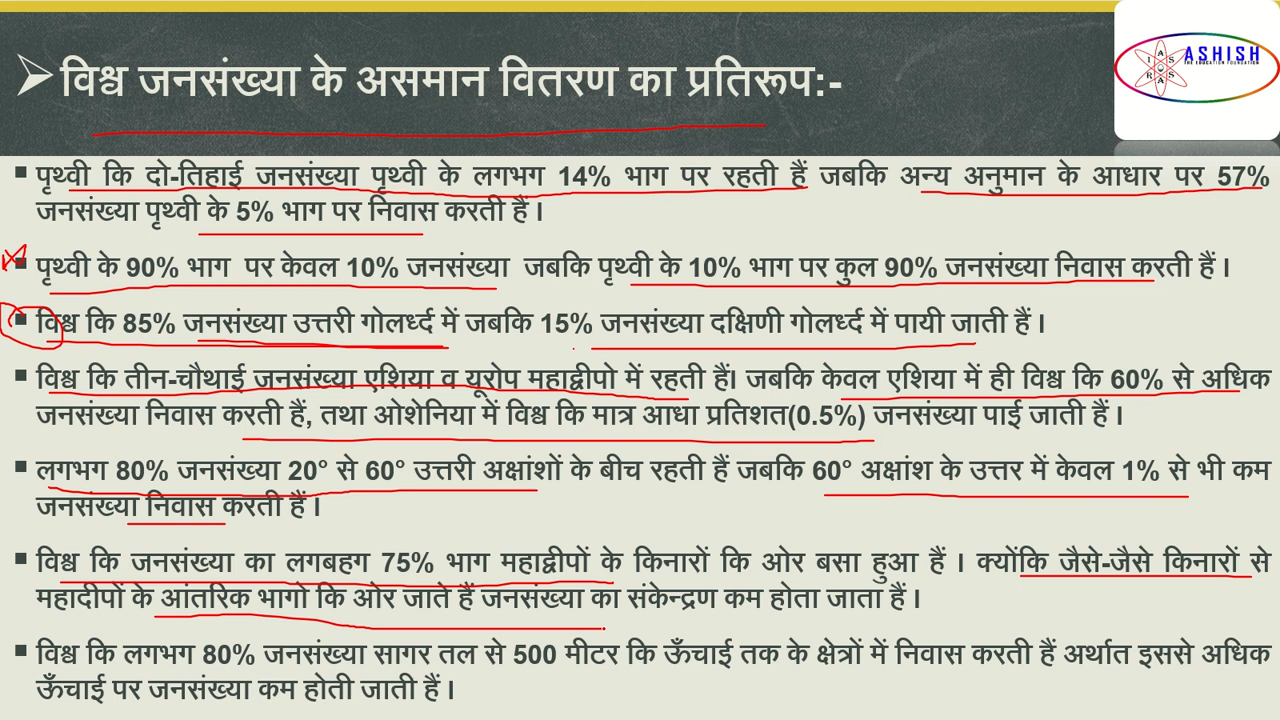 ➢ विश्व जनसंख्या के असमान वितरण का प्रतिरूप:-
ASHISH
THE EDUCATION FOUNDATION
▪ पृथ्वी कि दो-तिहाई जनसंख्या पृथ्वी के लगभग 14% भाग पर रहती हैं जबकि अन्य अनुमान के आधार पर 57%
जनसंख्या पृथ्वी के 5% भाग पर निवास करती हैं ।
▪ पृथ्वी के 90% भाग पर केवल 10% जनसंख्या जबकि पृथ्वी के 10% भाग पर कुल 90% जनसंख्या निवास करती हैं ।
▪ विश्व कि 85% जनसंख्या उत्तरी गोलर्ध्द में जबकि 15% जनसंख्या दक्षिणी गोलर्ध्द में पायी जाती हैं ।
▪ विश्व कि तीन-चौथाई जनसंख्या एशिया व यूरोप महाद्वीपो में रहती हैं। जबकि केवल एशिया में ही विश्व कि 60% से अधिक
जनसंख्या निवास करती हैं, तथा ओशेनिया में विश्व कि मात्र आधा प्रतिशत(0.5%) जनसंख्या पाई जाती हैं ।
▪ लगभग 80% जनसंख्या 20° से 60° उत्तरी अक्षांशों के बीच रहती हैं जबकि 60° अक्षांश के उत्तर में केवल 1% से भी कम
जनसंख्या निवास करती हैं ।
▪ विश्व कि जनसंख्या का लगबहग 75% भाग महाद्वीपों के किनारों कि ओर बसा हुआ हैं । क्योंकि जैसे-जैसे किनारों से
महादीपों के आंतरिक भागो कि ओर जाते हैं जनसंख्या का संकेन्द्रण कम होता जाता हैं ।
▪ विश्व कि लगभग 80% जनसंख्या सागर तल से 500 मीटर कि ऊँचाई तक के क्षेत्रों में निवास करती हैं अर्थात इससे अधिक
ऊँचाई पर जनसंख्या कम होती जाती हैं ।